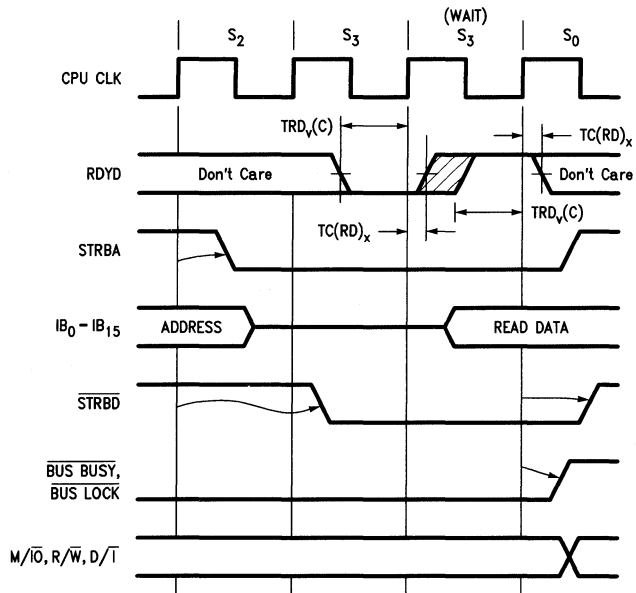 (WAIT)
S2 S3 S3 S0
CPU CLK
TRDV(C) TC(RD)X
RDYD Don't Care Don't Care
TC(RD)X TRDV(C)
STRBA
IB0 – IB15 ADDRESS READ DATA
STRBD
BUS BUSY,
BUS LOCK
M/IO, R/W, D/I